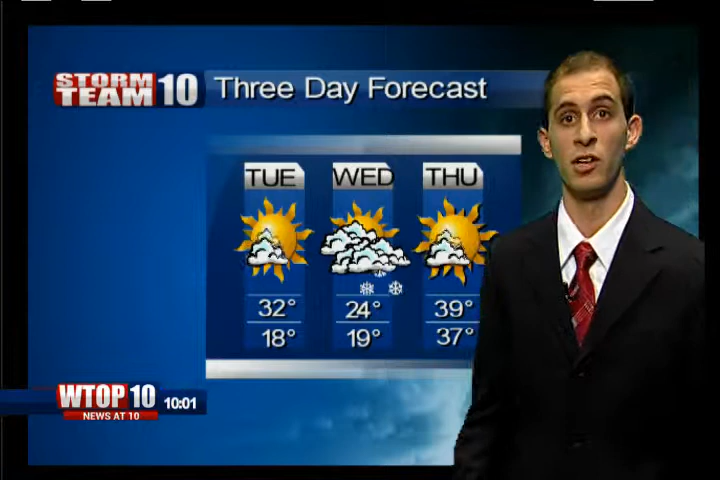 STORM
TEAM 10
Three Day Forecast
TUE WED THU
32° 24° 39°
18° 19° 37°
WTOP 10
NEWS AT 10
10:01